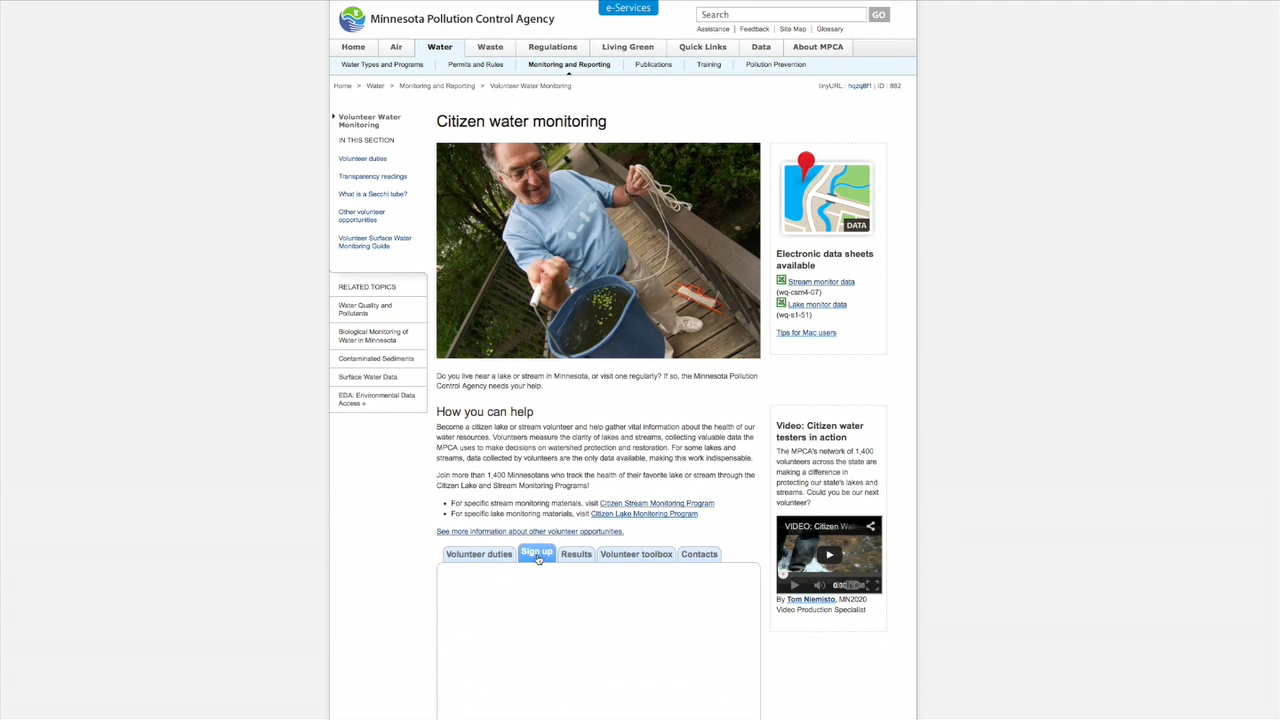 e-Services
Minnesota Pollution Control Agency
Search GO
Assistance | Feedback | Site Map | Glossary
Home Air Water Waste Regulations Living Green Quick Links Data About MPCA
Water Types and Programs Permits and Rules Monitoring and Reporting Publications Training Pollution Prevention
Home > Water > Monitoring and Reporting > Volunteer Water Monitoring
tinyURL : hqzq8f1 | ID : 882
Volunteer Water
Monitoring
IN THIS SECTION
Volunteer duties
Transparency readings
What is a Secchi tube?
Other volunteer
opportunities
Volunteer Surface Water
Monitoring Guide
RELATED TOPICS
Water Quality and
Pollutants
Biological Monitoring of
Water in Minnesota
Contaminated Sediments
Surface Water Data
EDA: Environmental Data
Access »
Citizen water monitoring
Do you live near a lake or stream in Minnesota, or visit one regularly? If so, the Minnesota Pollution
Control Agency needs your help.
How you can help
Become a citizen lake or stream volunteer and help gather vital information about the health of our
water resources. Volunteers measure the clarity of lakes and streams, collecting valuable data the
MPCA uses to make decisions on watershed protection and restoration. For some lakes and
streams, data collected by volunteers are the only data available, making this work indispensable.
Join more than 1,400 Minnesotans who track the health of their favorite lake or stream through the
Citizen Lake and Stream Monitoring Programs!
• For specific stream monitoring materials, visit Citizen Stream Monitoring Program
• For specific lake monitoring materials, visit Citizen Lake Monitoring Program
See more information about other volunteer opportunities.
Volunteer duties Sign up Results Volunteer toolbox Contacts
DATA
Electronic data sheets
available
Stream monitor data
(wq-csm4-07)
Lake monitor data
(wq-s1-51)
Tips for Mac users
Video: Citizen water
testers in action
The MPCA's network of 1,400
volunteers across the state are
making a difference in
protecting our state's lakes and
streams. Could you be our next
volunteer?
VIDEO: Citizen Wa
By Tom Niemisto, MN2020
Video Production Specialist